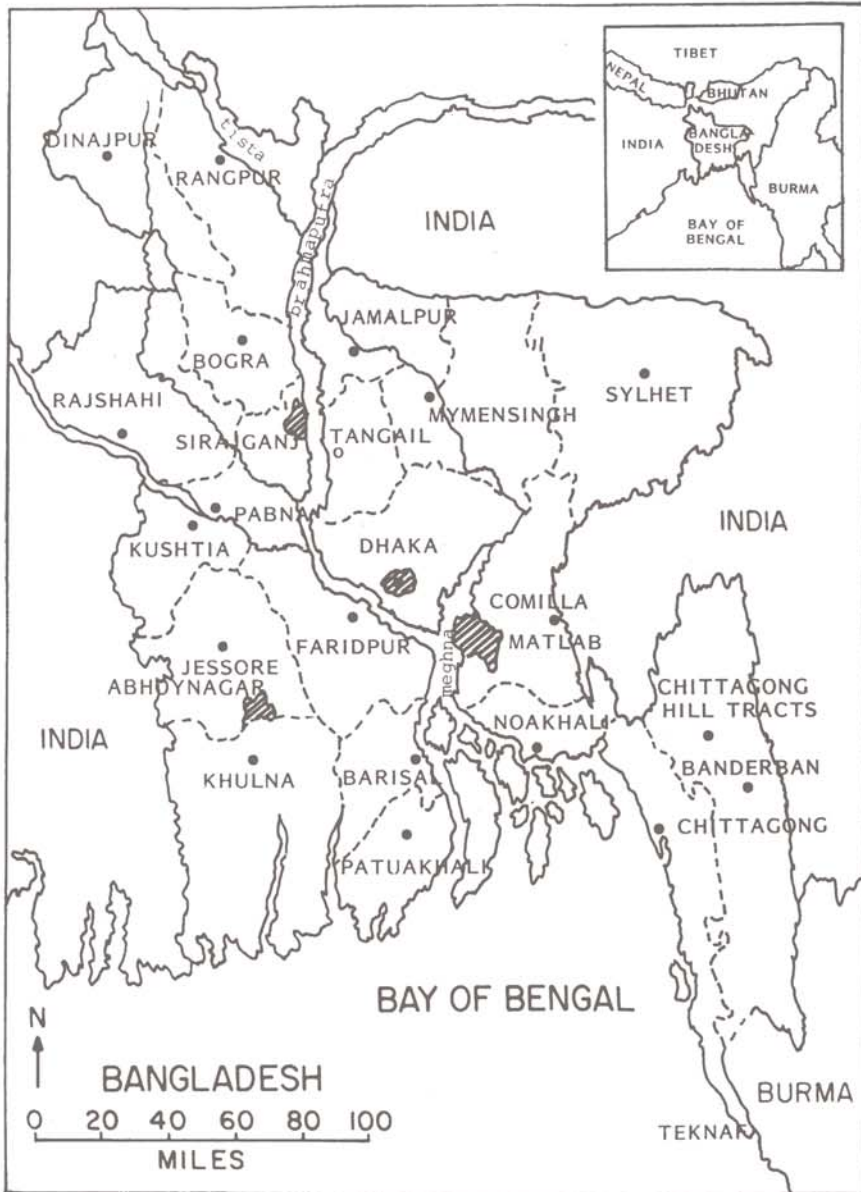 TIBET
NEPAL
BHUTAN
BANGLA
DESH
INDIA
BURMA
BAY OF
BENGAL
DINAJPUR
tista
RANGPUR
brahmaputra
INDIA
JAMALPUR
BOGRA
RAJSHAHI
MYMENSINGH
SYLHET
SIRAJGANJ
TANGAIL
PABNA
KUSHTIA
DHAKA
INDIA
COMILLA
FARIDPUR
MATLAB
meghna
JESSORE
ABHOYNAGAR
CHITTAGONG
HILL TRACTS
INDIA
NOAKHALI
KHULNA
BARISAL
BANDERBAN
CHITTAGONG
PATUAKHALI
BAY OF BENGAL
N
BANGLADESH
BURMA
0 20 40 60 80 100
MILES
TEKNAF